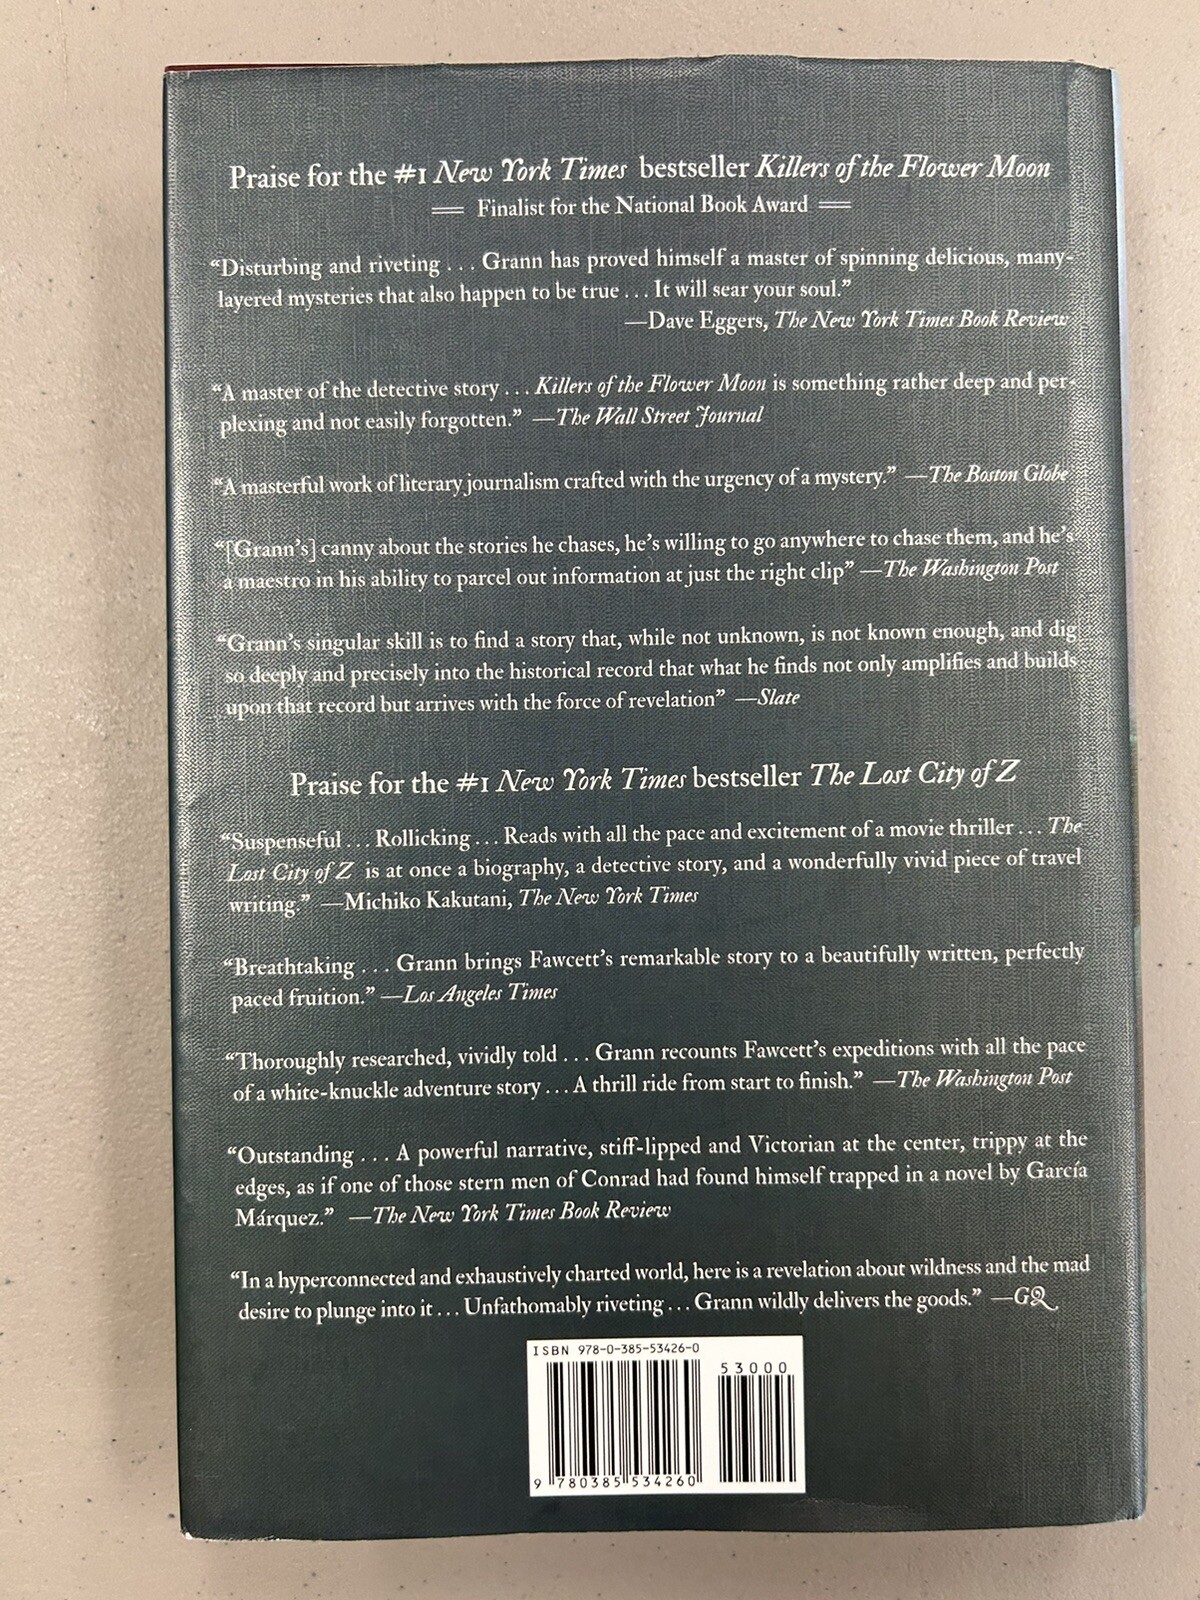 Praise for the #1 New York Times bestseller Killers of the Flower Moon
Finalist for the National Book Award
“Disturbing and riveting . . . Grann has proved himself a master of spinning delicious, many-
layered mysteries that also happen to be true . . . It will sear your soul.”
—Dave Eggers, The New York Times Book Review
“A master of the detective story . . . Killers of the Flower Moon is something rather deep and per-
plexing and not easily forgotten.” —The Wall Street Journal
“A masterful work of literary journalism crafted with the urgency of a mystery.” —The Boston Globe
“[Grann’s] canny about the stories he chases, he’s willing to go anywhere to chase them, and he’s
a maestro in his ability to parcel out information at just the right clip” —The Washington Post
“Grann’s singular skill is to find a story that, while not unknown, is not known enough, and dig
so deeply and precisely into the historical record that what he finds not only amplifies and builds
upon that record but arrives with the force of revelation” —Slate
Praise for the #1 New York Times bestseller The Lost City of Z
“Suspenseful . . . Rollicking . . . Reads with all the pace and excitement of a movie thriller . . . The
Lost City of Z is at once a biography, a detective story, and a wonderfully vivid piece of travel
writing.” —Michiko Kakutani, The New York Times
“Breathtaking . . . Grann brings Fawcett’s remarkable story to a beautifully written, perfectly
paced fruition.” —Los Angeles Times
“Thoroughly researched, vividly told . . . Grann recounts Fawcett’s expeditions with all the pace
of a white-knuckle adventure story . . . A thrill ride from start to finish.” —The Washington Post
“Outstanding . . . A powerful narrative, stiff-lipped and Victorian at the center, trippy at the
edges, as if one of those stern men of Conrad had found himself trapped in a novel by García
Márquez.” —The New York Times Book Review
“In a hyperconnected and exhaustively charted world, here is a revelation about wildness and the mad
desire to plunge into it . . . Unfathomably riveting . . . Grann wildly delivers the goods.” —GQ
ISBN 978-0-385-53426-0
53000
9 780385 534260